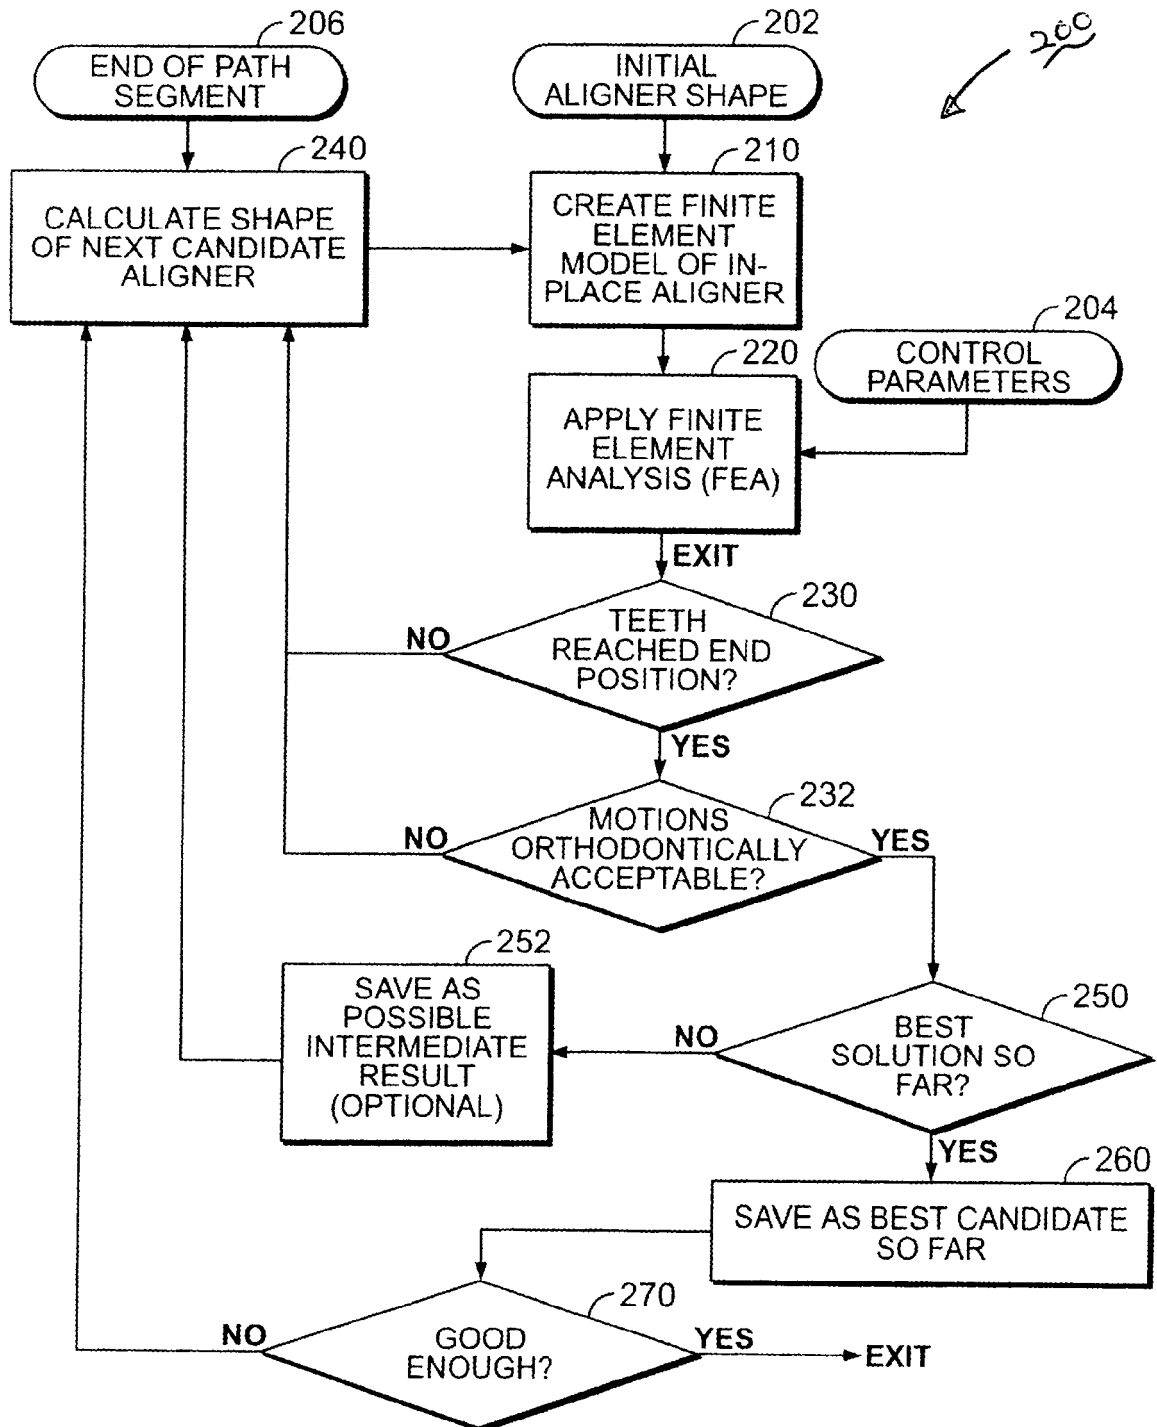 206
END OF PATH
SEGMENT
202
INITIAL
ALIGNER SHAPE
200
240
CALCULATE SHAPE
OF NEXT CANDIDATE
ALIGNER
210
CREATE FINITE
ELEMENT
MODEL OF IN-
PLACE ALIGNER
204
CONTROL
PARAMETERS
220
APPLY FINITE
ELEMENT
ANALYSIS (FEA)
EXIT
230
TEETH
REACHED END
POSITION?
NO
YES
232
MOTIONS
ORTHODONTICALLY
ACCEPTABLE?
NO
YES
252
SAVE AS
POSSIBLE
INTERMEDIATE
RESULT
(OPTIONAL)
250
BEST
SOLUTION SO
FAR?
NO
YES
260
SAVE AS BEST CANDIDATE
SO FAR
270
GOOD
ENOUGH?
NO
YES
EXIT